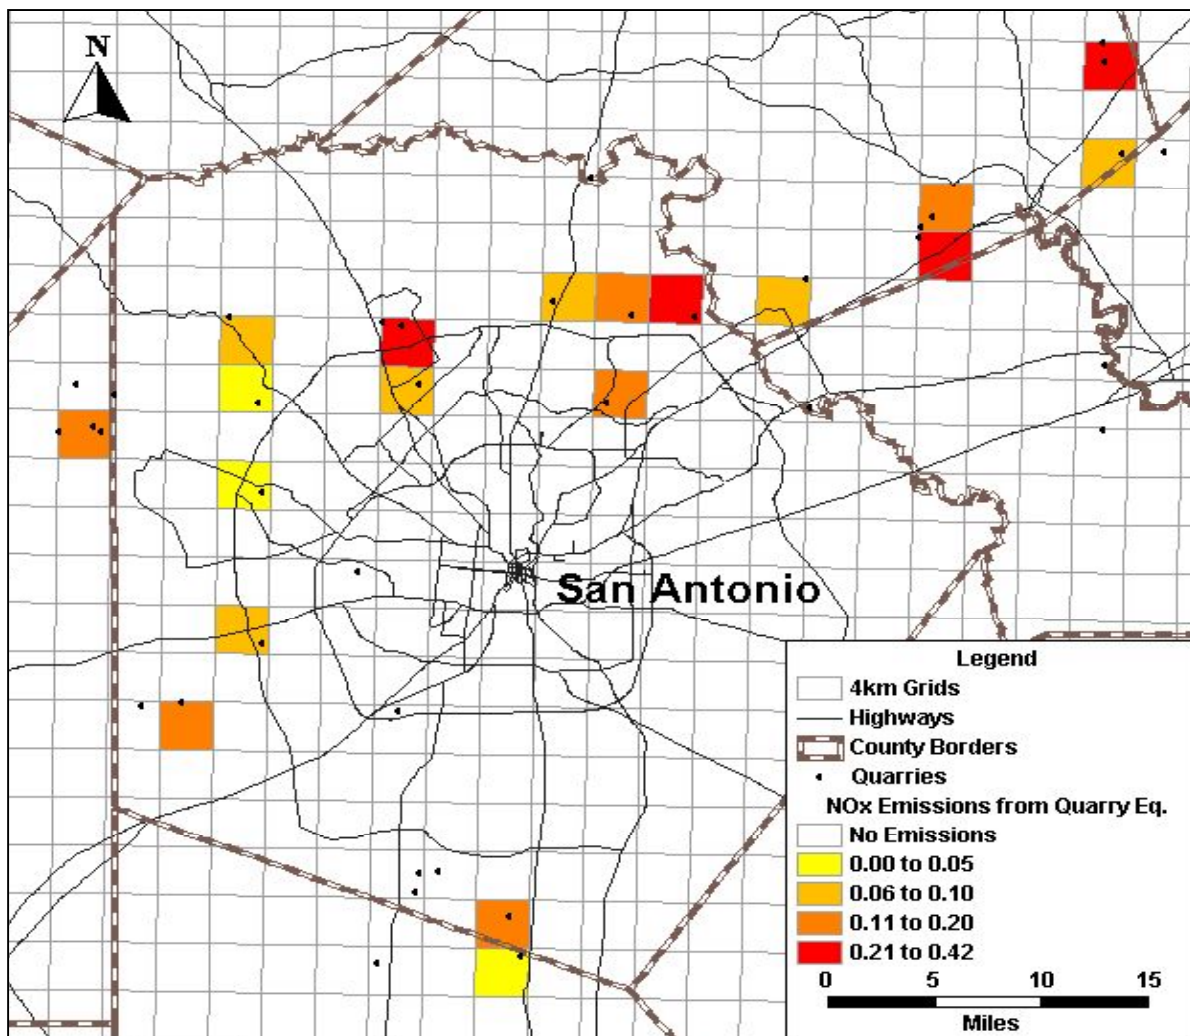 N
San Antonio
Legend
4km Grids
Highways
County Borders
Quarries
NOx Emissions from Quarry Eq.
No Emissions
0.00 to 0.05
0.06 to 0.10
0.11 to 0.20
0.21 to 0.42
0 5 10 15
Miles